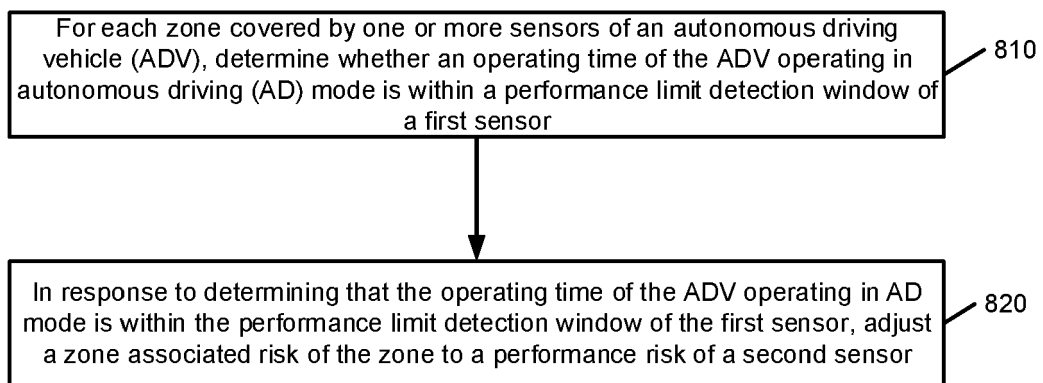 For each zone covered by one or more sensors of an autonomous driving
vehicle (ADV), determine whether an operating time of the ADV operating in
autonomous driving (AD) mode is within a performance limit detection window of
a first sensor
810
In response to determining that the operating time of the ADV operating in AD
mode is within the performance limit detection window of the first sensor, adjust
a zone associated risk of the zone to a performance risk of a second sensor
820